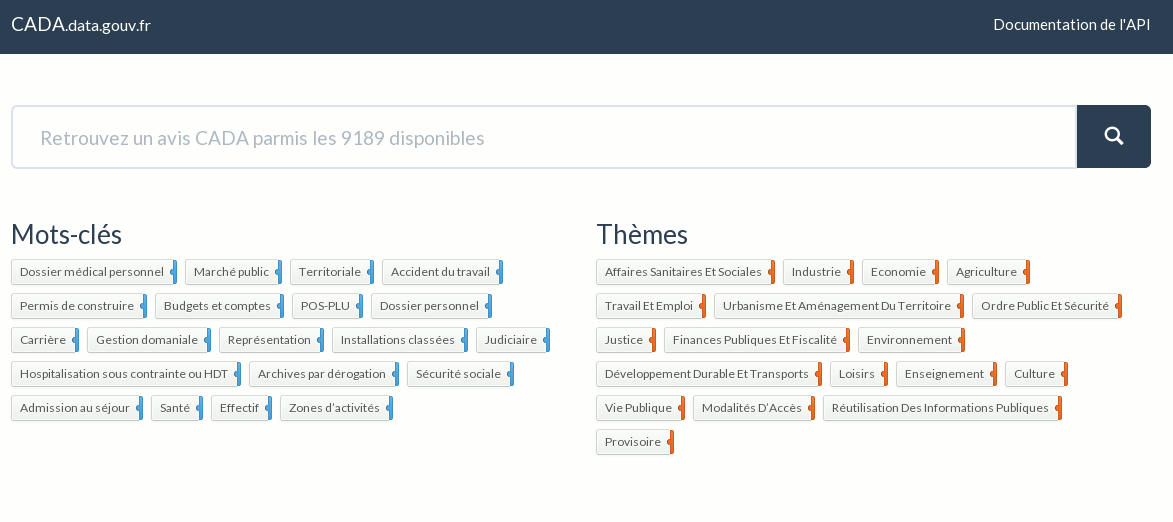 CADA.data.gouv.fr Documentation de l'API
Retrouvez un avis CADA parmis les 9189 disponibles
Mots-clés
Dossier médical personnel Marché public Territoriale Accident du travail
Permis de construire Budgets et comptes POS-PLU Dossier personnel
Carrière Gestion domaniale Représentation Installations classées Judiciaire
Hospitalisation sous contrainte ou HDT Archives par dérogation Sécurité sociale
Admission au séjour Santé Effectif Zones d’activités
Thèmes
Affaires Sanitaires Et Sociales Industrie Economie Agriculture
Travail Et Emploi Urbanisme Et Aménagement Du Territoire Ordre Public Et Sécurité
Justice Finances Publiques Et Fiscalité Environnement
Développement Durable Et Transports Loisirs Enseignement Culture
Vie Publique Modalités D’Accès Réutilisation Des Informations Publiques
Provisoire